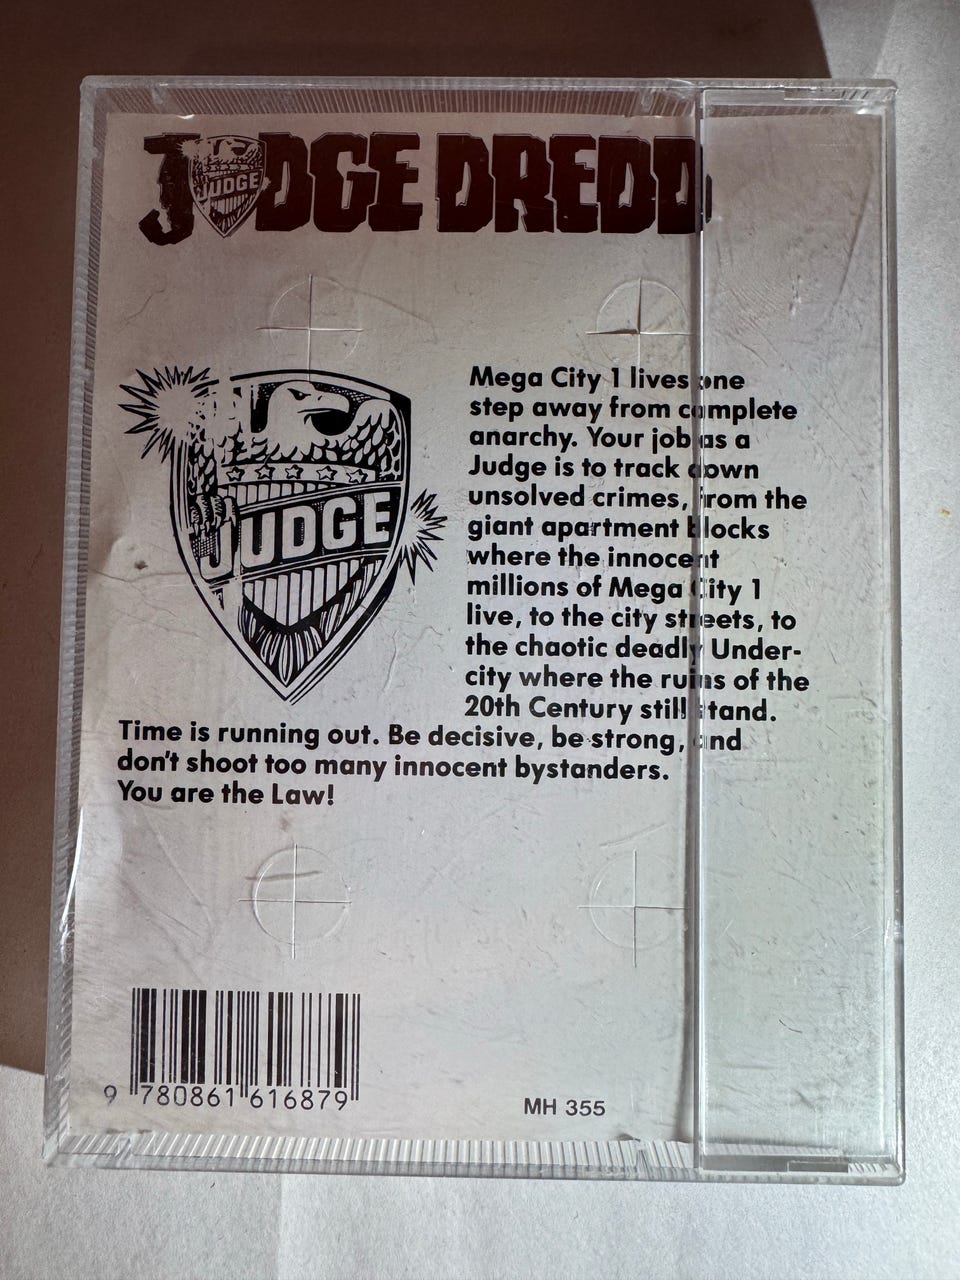 JUDGE DREDD
JUDGE
JUDGE
Mega City 1 lives one
step away from complete
anarchy. Your job as a
Judge is to track down
unsolved crimes, from the
giant apartment blocks
where the innocent
millions of Mega City 1
live, to the city streets, to
the chaotic deadly Under-
city where the ruins of the
20th Century still stand.
Time is running out. Be decisive, be strong, and
don't shoot too many innocent bystanders.
You are the Law!
9 780861 616879
MH 355